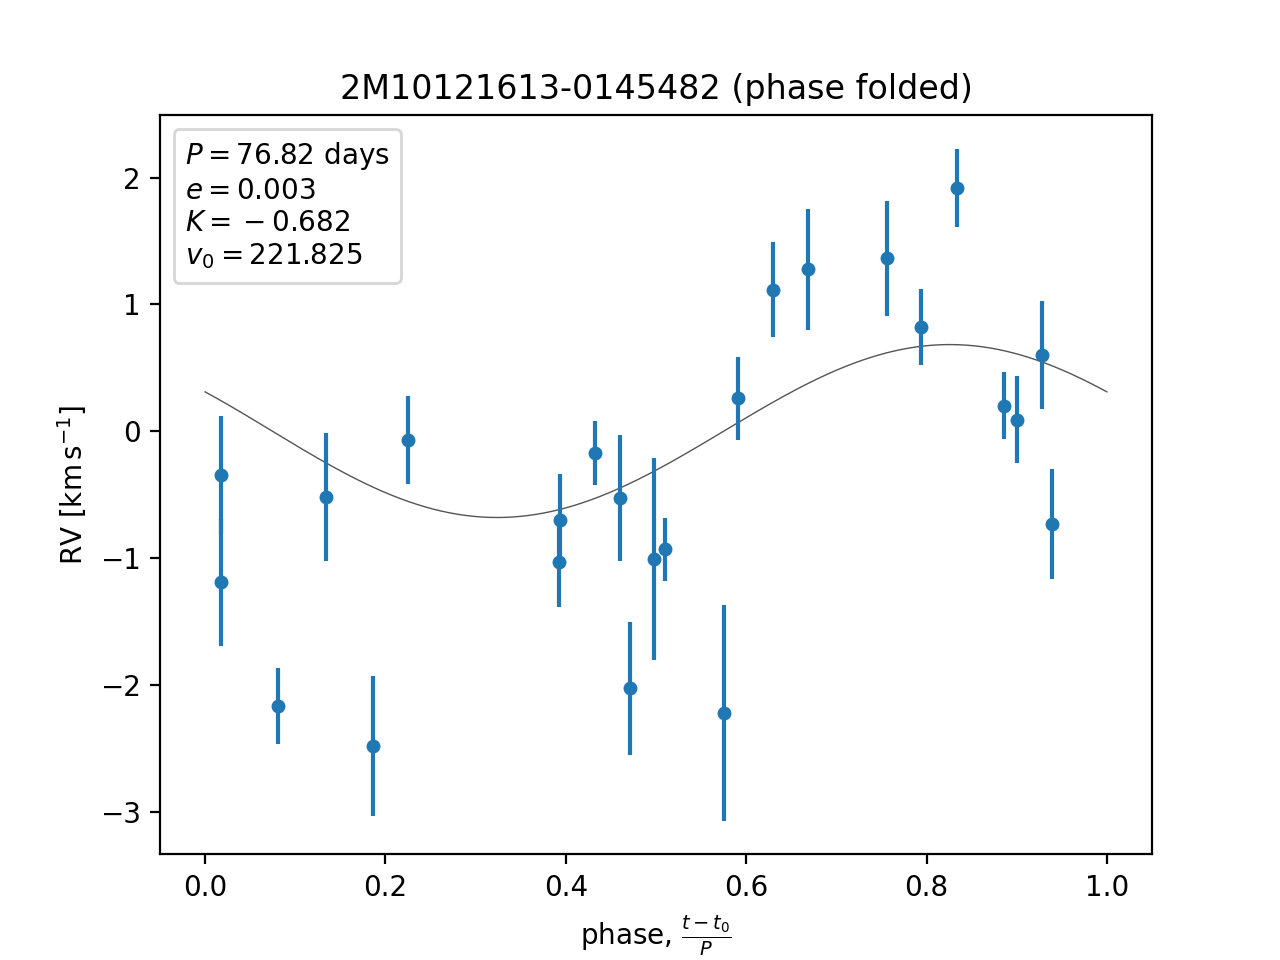 2M10121613-0145482 (phase folded)
P = 76.82 days
e = 0.003
K = −0.682
v₀ = 221.825
2
1
0
−1
−2
−3
RV [km s⁻¹]
0.0 0.2 0.4 0.6 0.8 1.0
phase, (t − t₀)/P